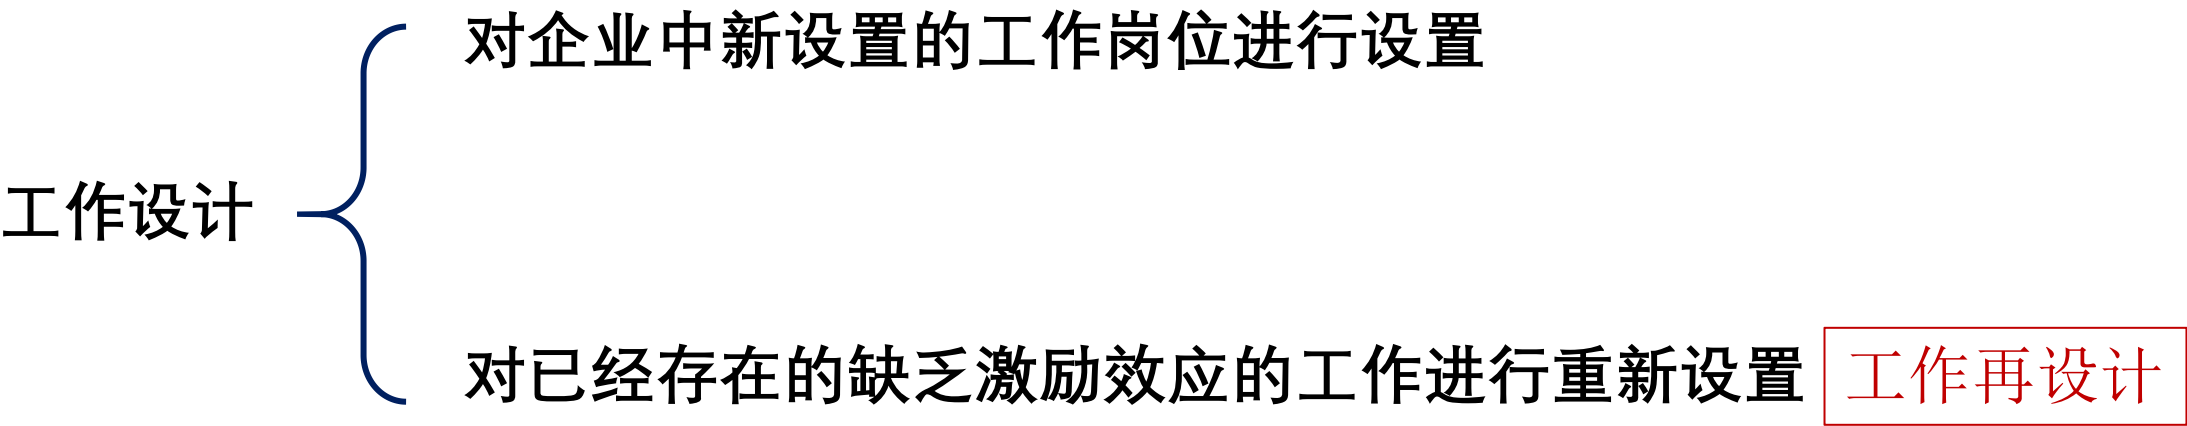 对企业中新设置的工作岗位进行设置
工作设计
对已经存在的缺乏激励效应的工作进行重新设置 工作再设计